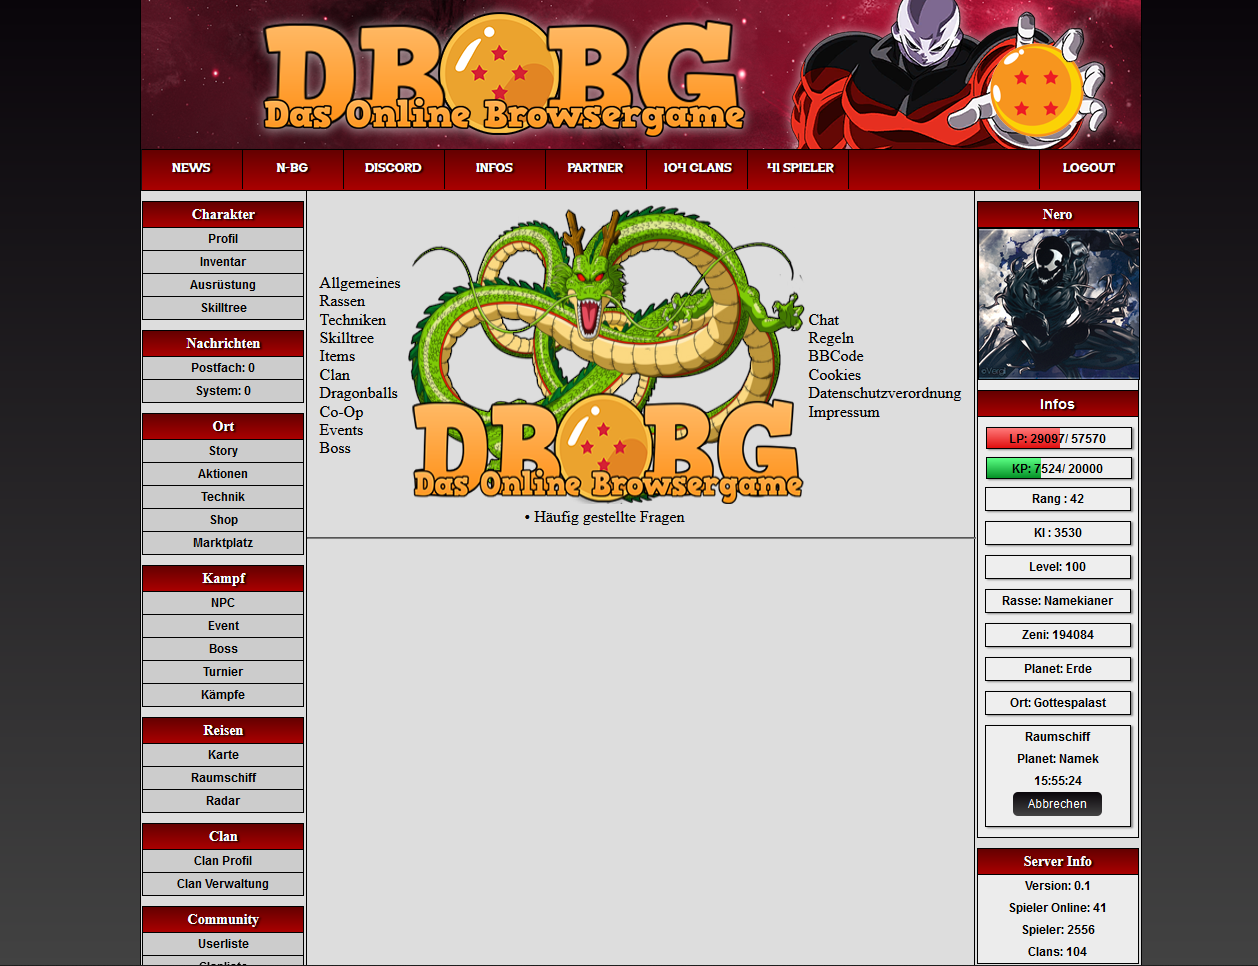 DBBG
Das Online Browsergame
NEWS
N-BG
DISCORD
INFOS
PARTNER
104 CLANS
41 SPIELER
LOGOUT
Charakter
Profil
Inventar
Ausrüstung
Skilltree
Nachrichten
Postfach: 0
System: 0
Ort
Story
Aktionen
Technik
Shop
Marktplatz
Kampf
NPC
Event
Boss
Turnier
Kämpfe
Reisen
Karte
Raumschiff
Radar
Clan
Clan Profil
Clan Verwaltung
Community
Userliste
Clanliste
Allgemeines
Rassen
Techniken
Skilltree
Items
Clan
Dragonballs
Co-Op
Events
Boss
DBBG
Das Online Browsergame
Chat
Regeln
BBCode
Cookies
Datenschutzverordnung
Impressum
• Häufig gestellte Fragen
Nero
©Vergil
Infos
LP: 29097/ 57570
KP: 7524/ 20000
Rang : 42
KI : 3530
Level: 100
Rasse: Namekianer
Zeni: 194084
Planet: Erde
Ort: Gottespalast
Raumschiff
Planet: Namek
15:55:24
Abbrechen
Server Info
Version: 0.1
Spieler Online: 41
Spieler: 2556
Clans: 104